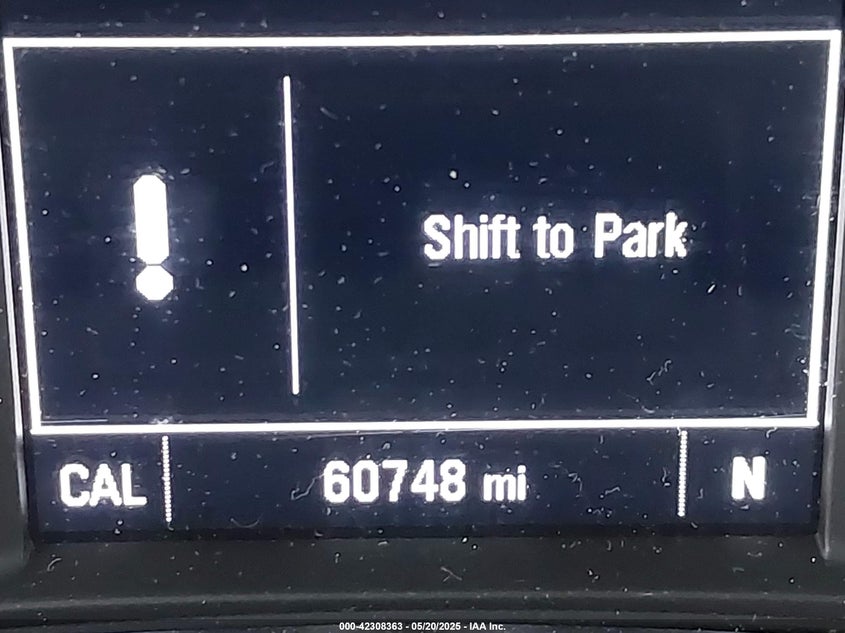 Shift to Park
CAL 60748 mi N
000-42308363 - 05/20/2025 - IAA Inc.